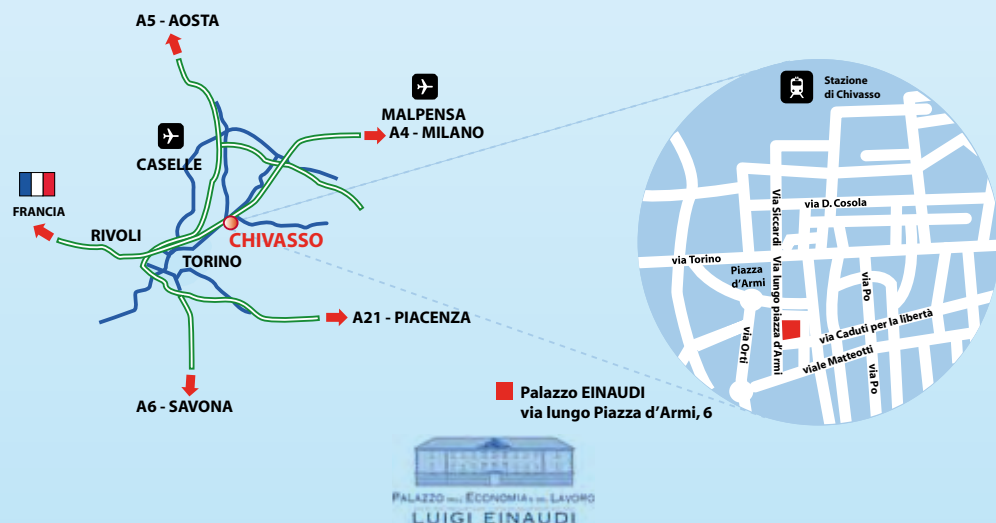 A5 - AOSTA
MALPENSA
A4 - MILANO
CASELLE
FRANCIA
RIVOLI
CHIVASSO
TORINO
A21 - PIACENZA
A6 - SAVONA
Stazione
di Chivasso
Via Siccardi
via D. Cosola
via Torino
Piazza
d'Armi
Via lungo piazza d'Armi
via Po
via Caduti per la libertà
via Orti
viale Matteotti
via Po
Palazzo EINAUDI
via lungo Piazza d'Armi, 6
PALAZZO DELL'ECONOMIA E DEL LAVORO
LUIGI EINAUDI